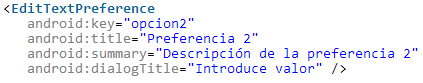 <EditTextPreference
android:key="opcion2"
android:title="Preferencia 2"
android:summary="Descripción de la preferencia 2"
android:dialogTitle="Introduce valor" />